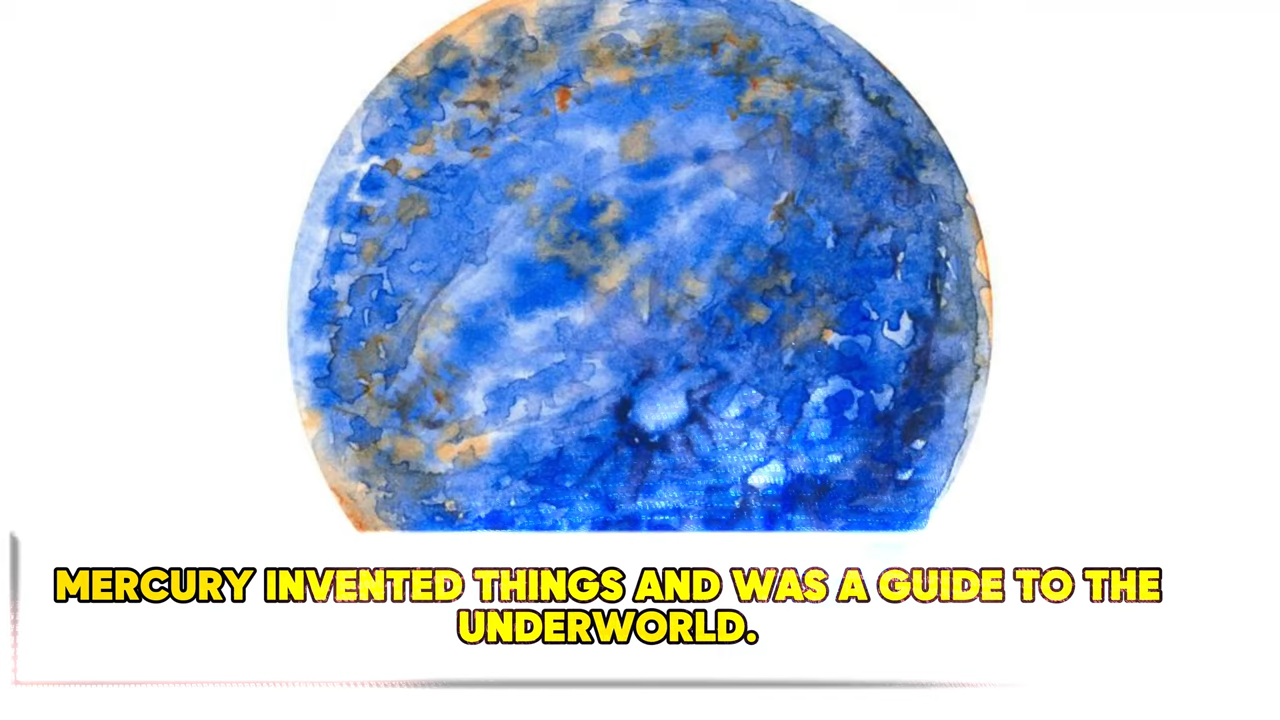 MERCURY INVENTED THINGS AND WAS A GUIDE TO THE
UNDERWORLD.